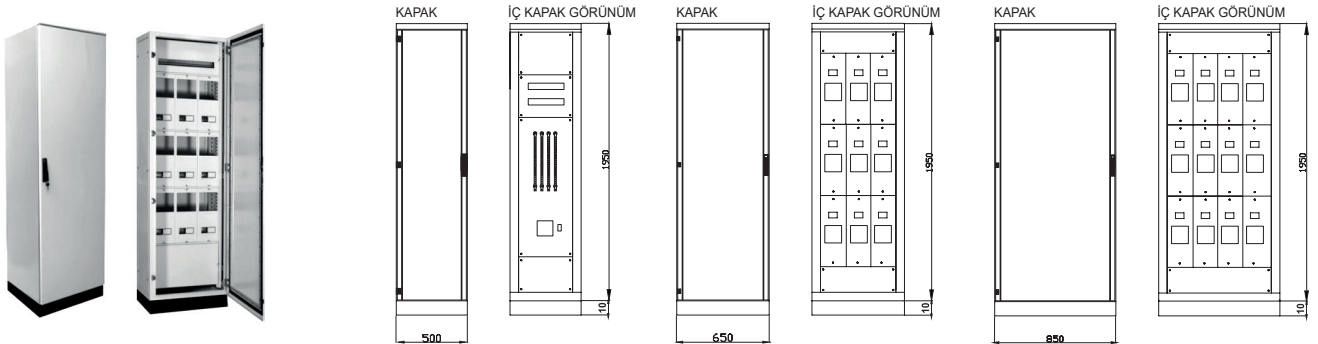 KAPAK İÇ KAPAK GÖRÜNÜM KAPAK İÇ KAPAK GÖRÜNÜM KAPAK İÇ KAPAK GÖRÜNÜM
1950 1950 1950
10 10 10
500 650 850